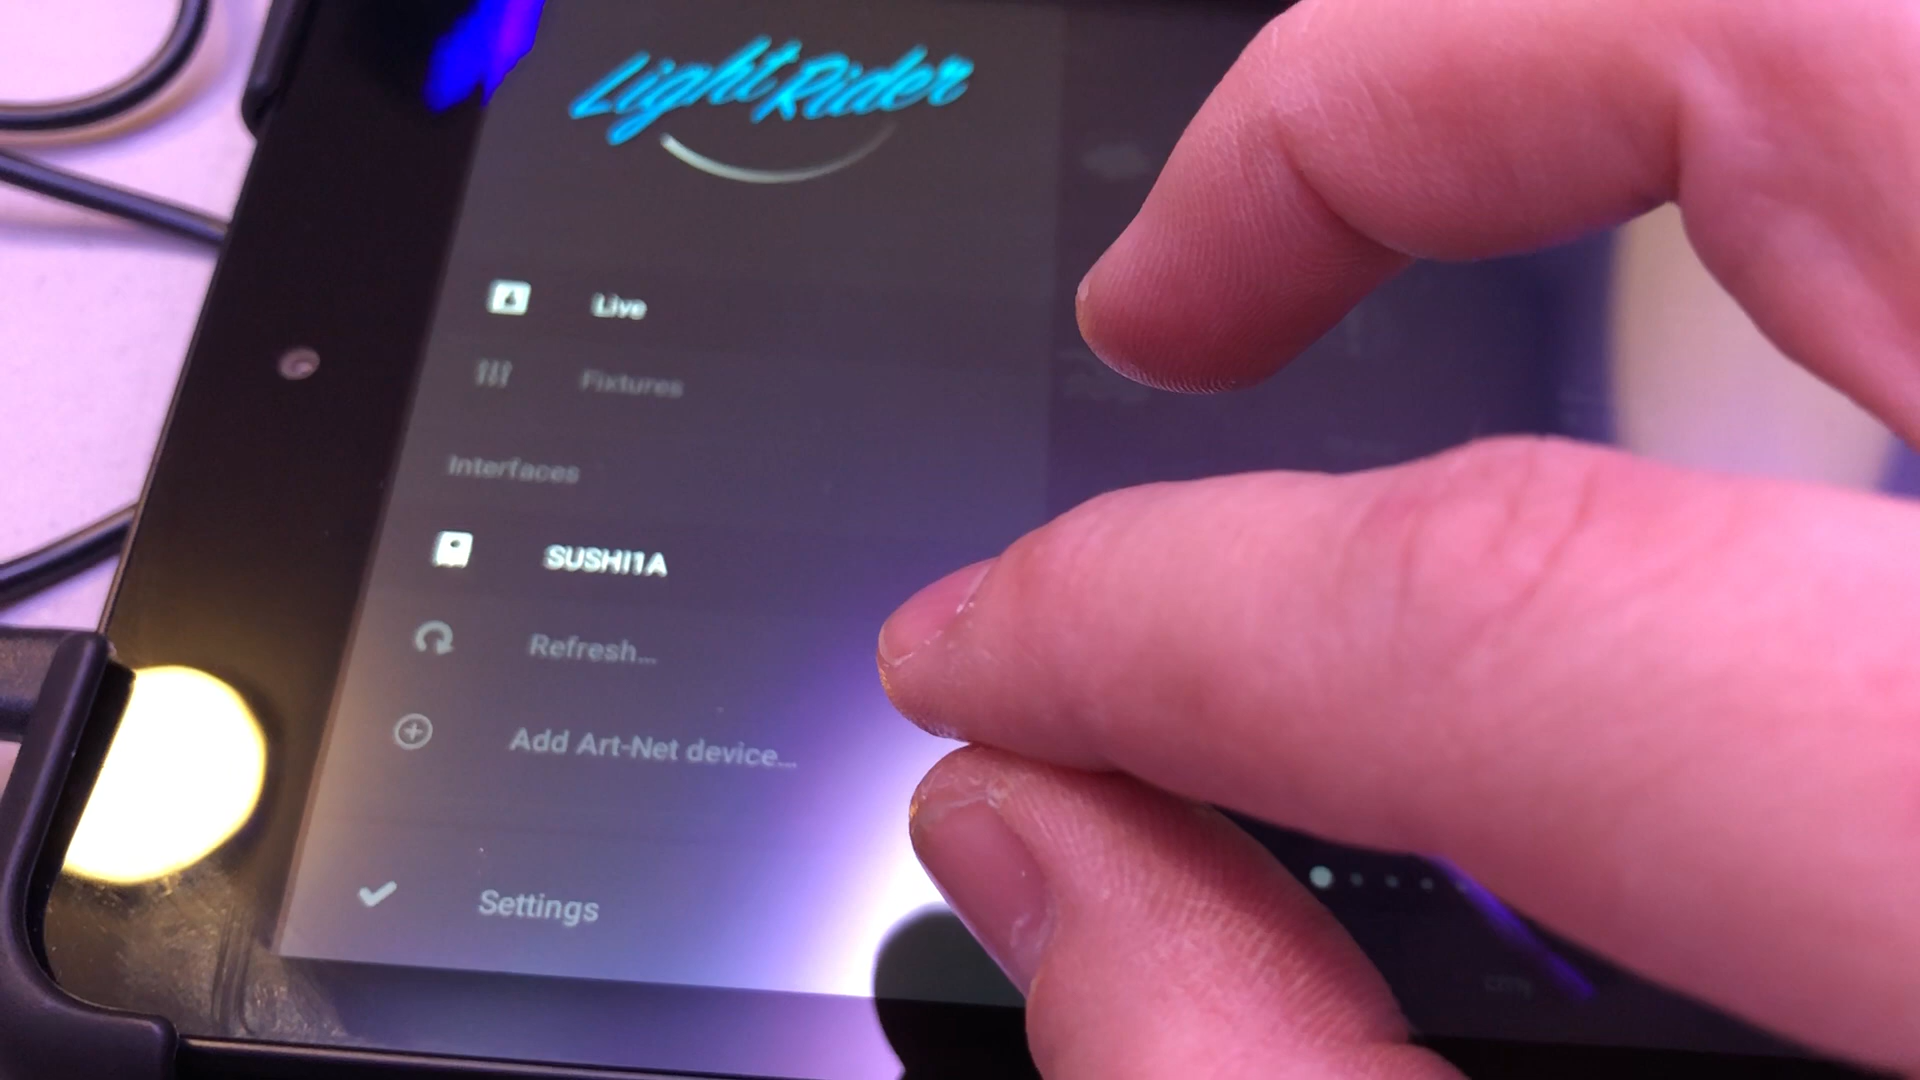 Light Rider
Live
Fixtures
Interfaces
SUSHI1A
Refresh...
Add Art-Net device...
Settings